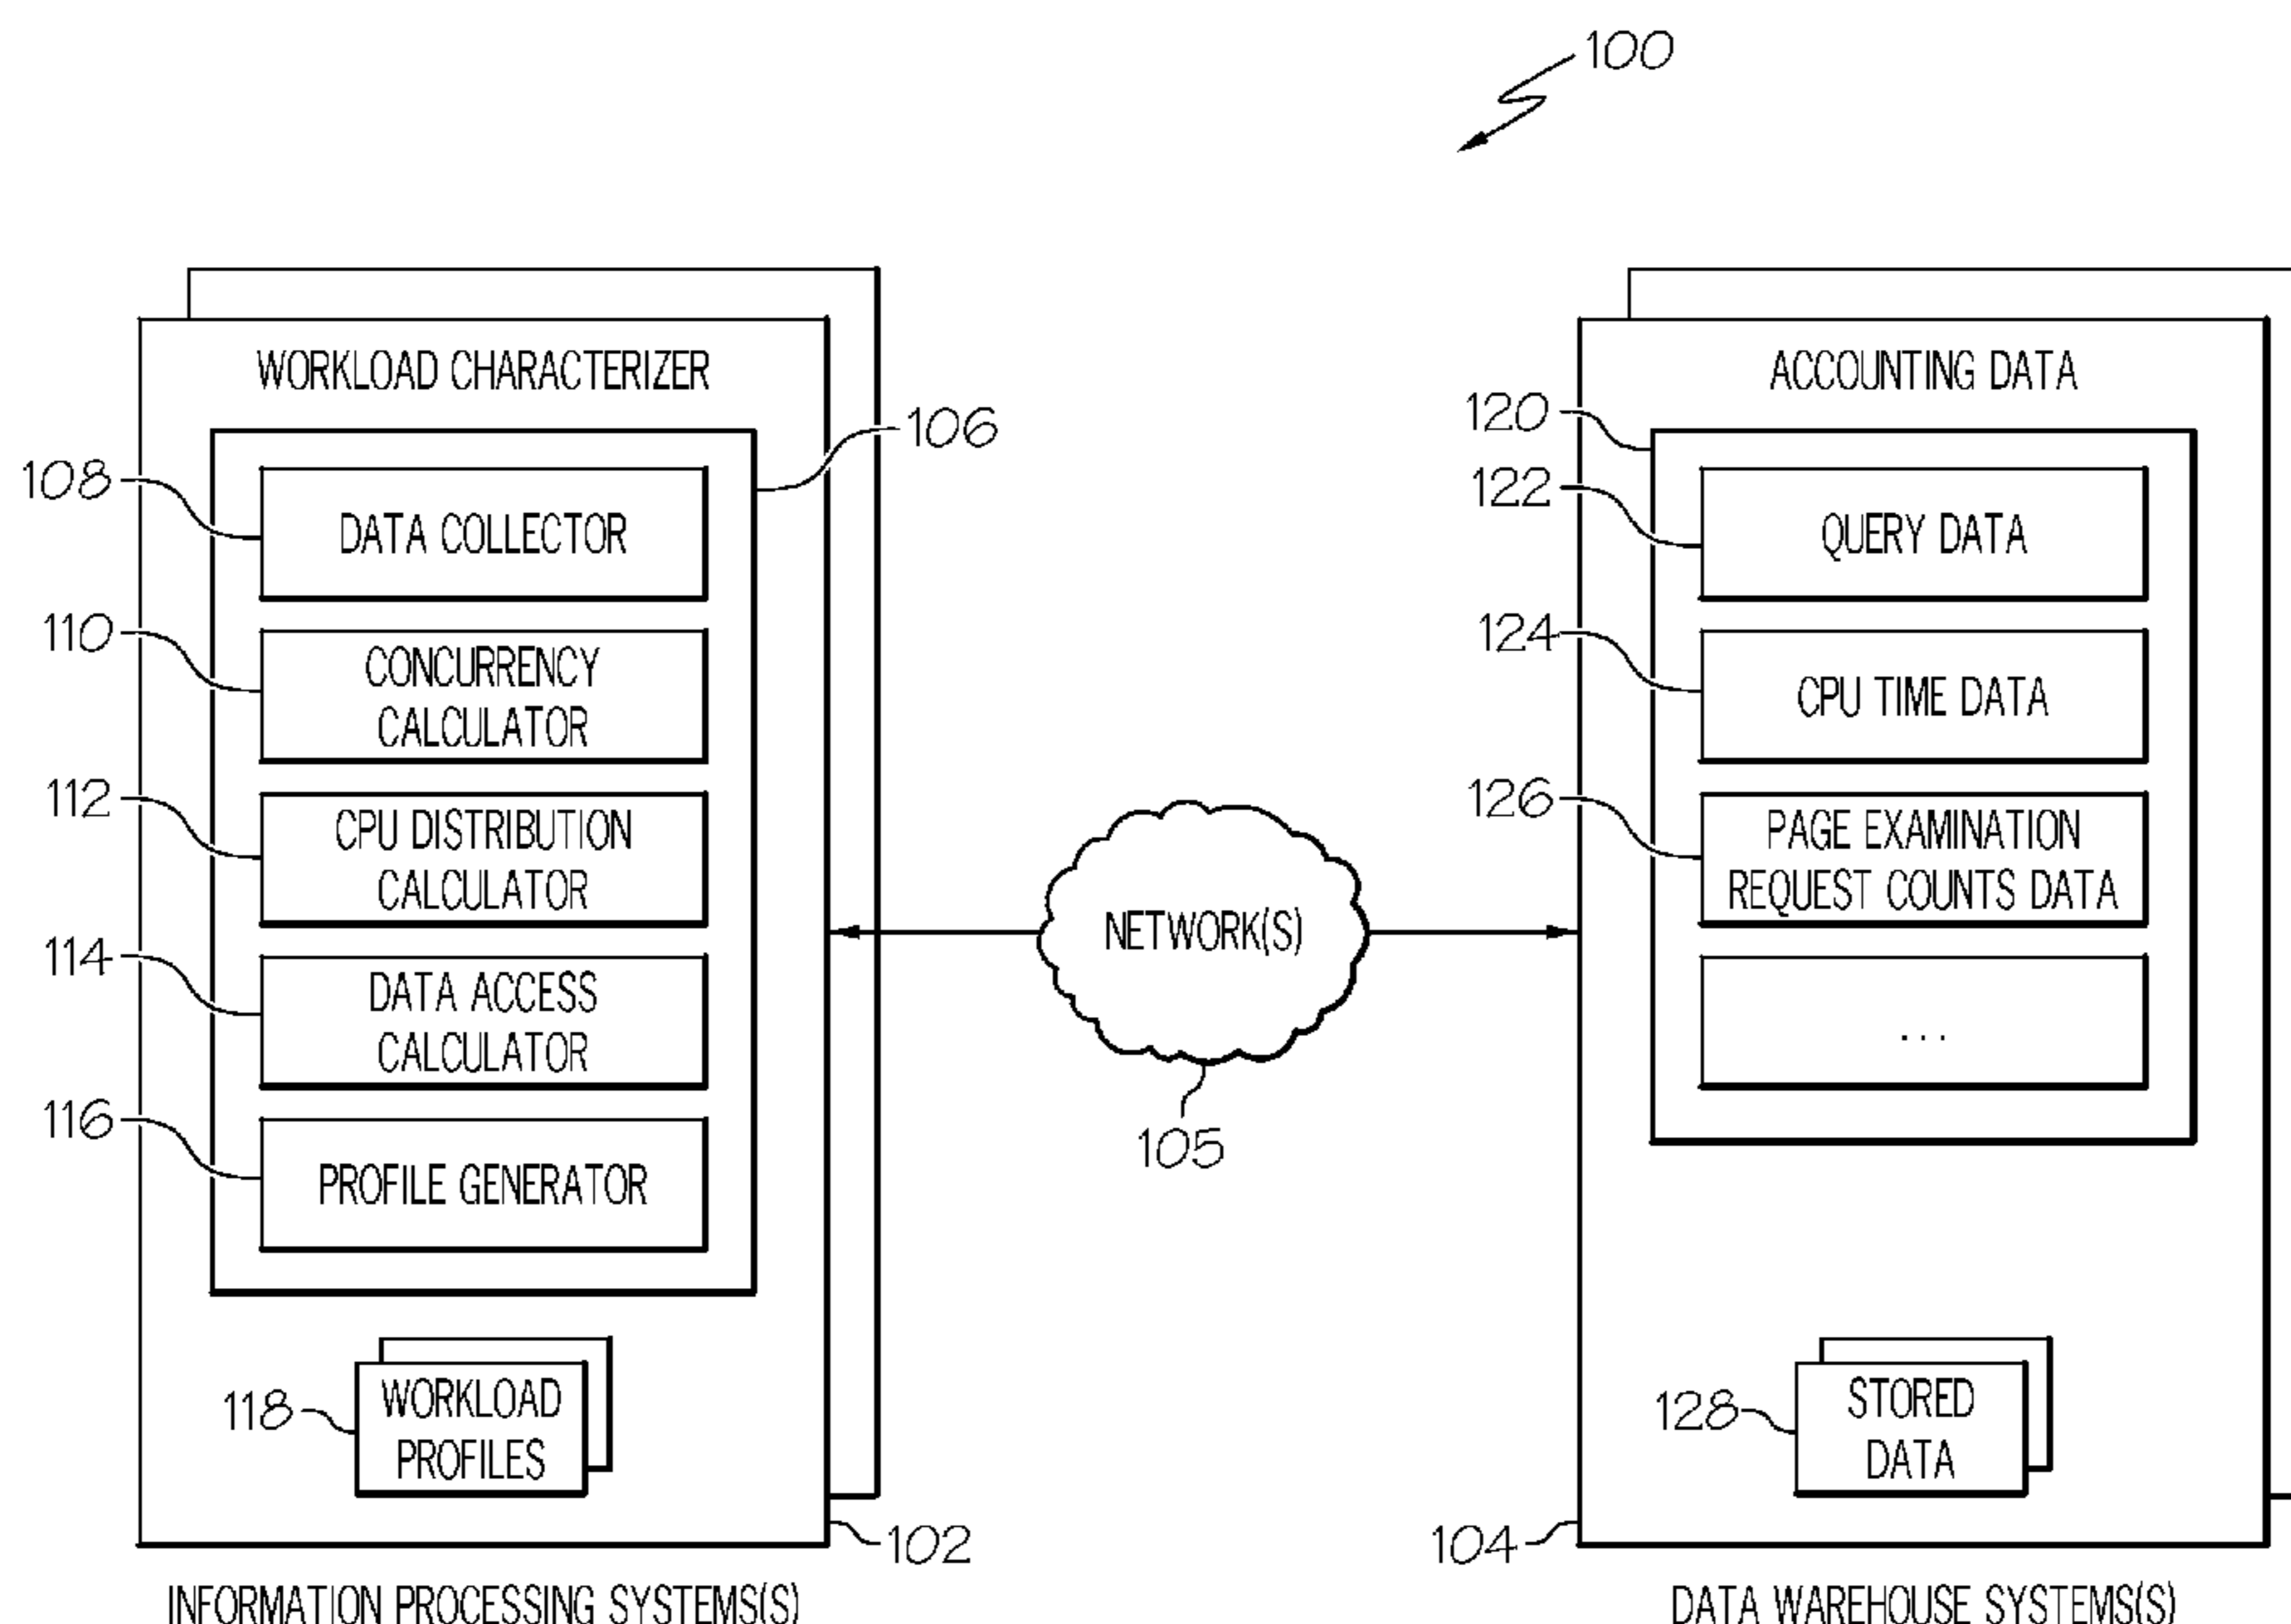 100
WORKLOAD CHARACTERIZER
106
108
DATA COLLECTOR
110
CONCURRENCY
CALCULATOR
112
CPU DISTRIBUTION
CALCULATOR
114
DATA ACCESS
CALCULATOR
116
PROFILE GENERATOR
118
WORKLOAD
PROFILES
102
INFORMATION PROCESSING SYSTEMS(S)
NETWORK(S)
105
ACCOUNTING DATA
120
122
QUERY DATA
124
CPU TIME DATA
126
PAGE EXAMINATION
REQUEST COUNTS DATA
...
128
STORED
DATA
104
DATA WAREHOUSE SYSTEMS(S)